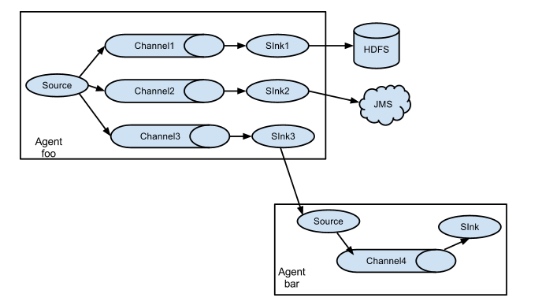 Channel1
SInk1
HDFS
Source
Channel2
SInk2
JMS
Channel3
SInk3
Agent
foo
Source
SInk
Channel4
Agent
bar